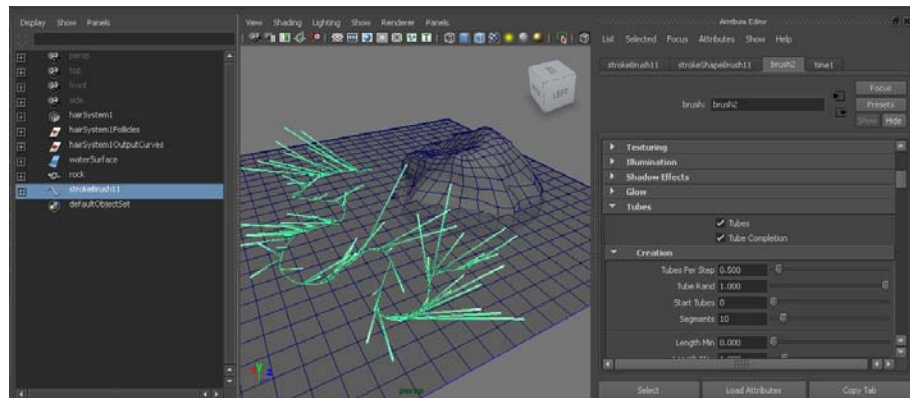 Display Show Panels
persp
top
front
side
hairSystem1
hairSystem1Follicles
hairSystem1OutputCurves
waterSurface
rock
strokeBrush11
defaultObjectSet
View Shading Lighting Show Renderer Panels
LEFT
persp
Attribute Editor
List Selected Focus Attributes Show Help
strokeBrush11 strokeShapeBrush11 brush2 time1
brush: brush2
Focus
Presets
Show Hide
Texturing
Illumination
Shadow Effects
Glow
Tubes
Tubes
Tube Completion
Creation
Tubes Per Step 0.500
Tube Rand 1.000
Start Tubes 0
Segments 10
Length Min 0.000
Select Load Attributes Copy Tab